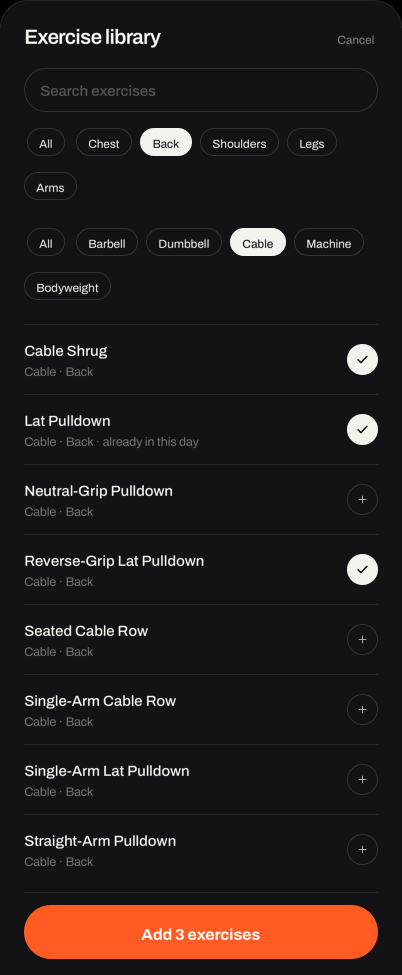 Exercise library
Cancel
Search exercises
All Chest Back Shoulders Legs
Arms
All Barbell Dumbbell Cable Machine
Bodyweight
Cable Shrug
Cable · Back
Lat Pulldown
Cable · Back · already in this day
Neutral-Grip Pulldown
Cable · Back
Reverse-Grip Lat Pulldown
Cable · Back
Seated Cable Row
Cable · Back
Single-Arm Cable Row
Cable · Back
Single-Arm Lat Pulldown
Cable · Back
Straight-Arm Pulldown
Cable · Back
Add 3 exercises